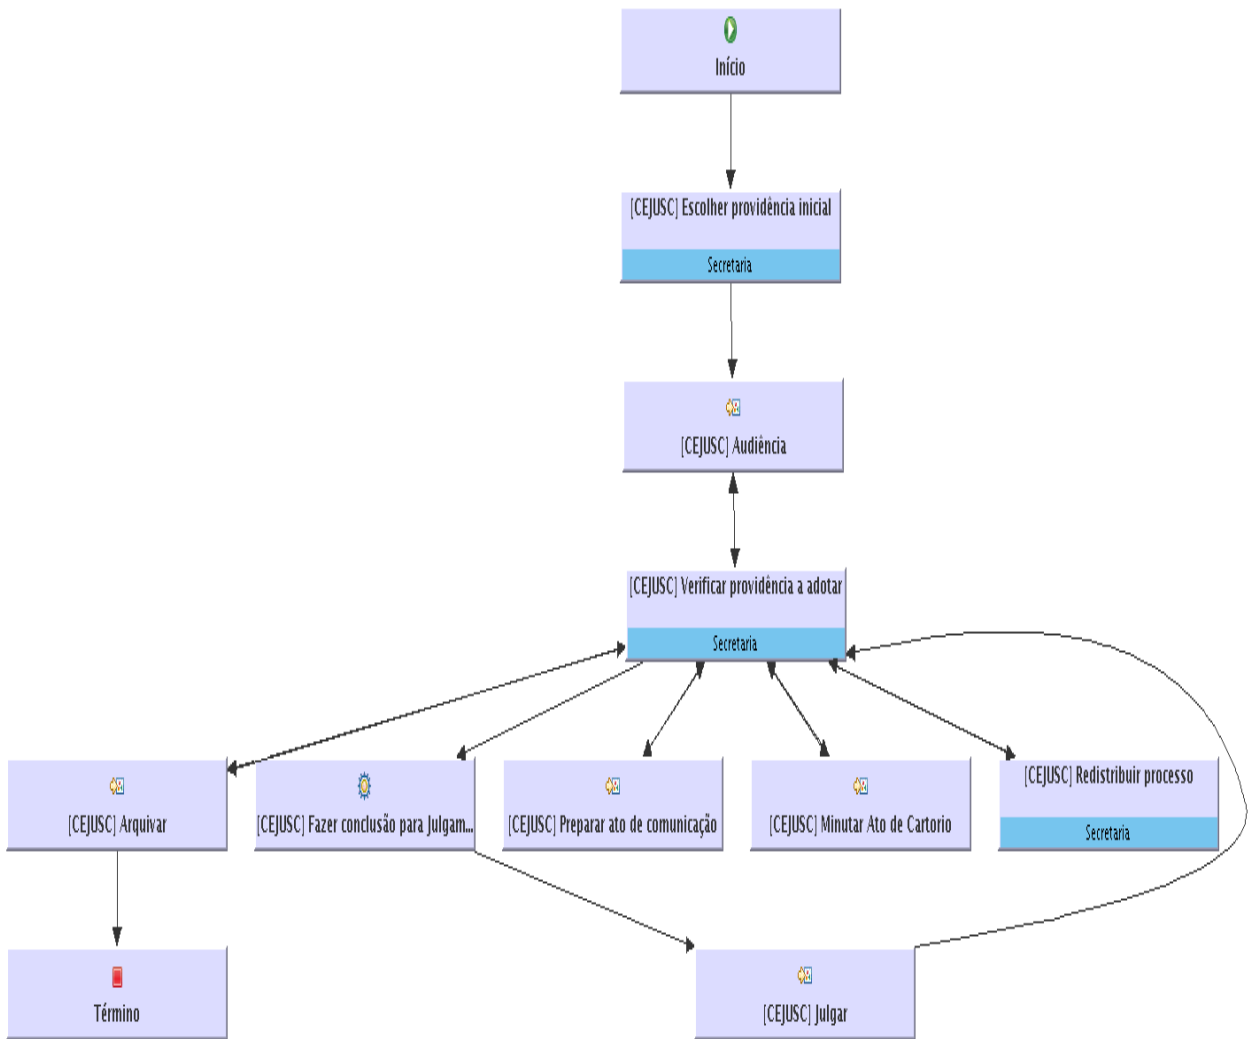 Início
[CEJUSC] Escolher providência inicial
Secretaria
[CEJUSC] Audiência
[CEJUSC] Verificar providência a adotar
Secretaria
[CEJUSC] Arquivar
[CEJUSC] Fazer conclusão para Julgam...
[CEJUSC] Preparar ato de comunicação
[CEJUSC] Minutar Ato de Cartorio
[CEJUSC] Redistribuir processo
Secretaria
Término
[CEJUSC] Julgar